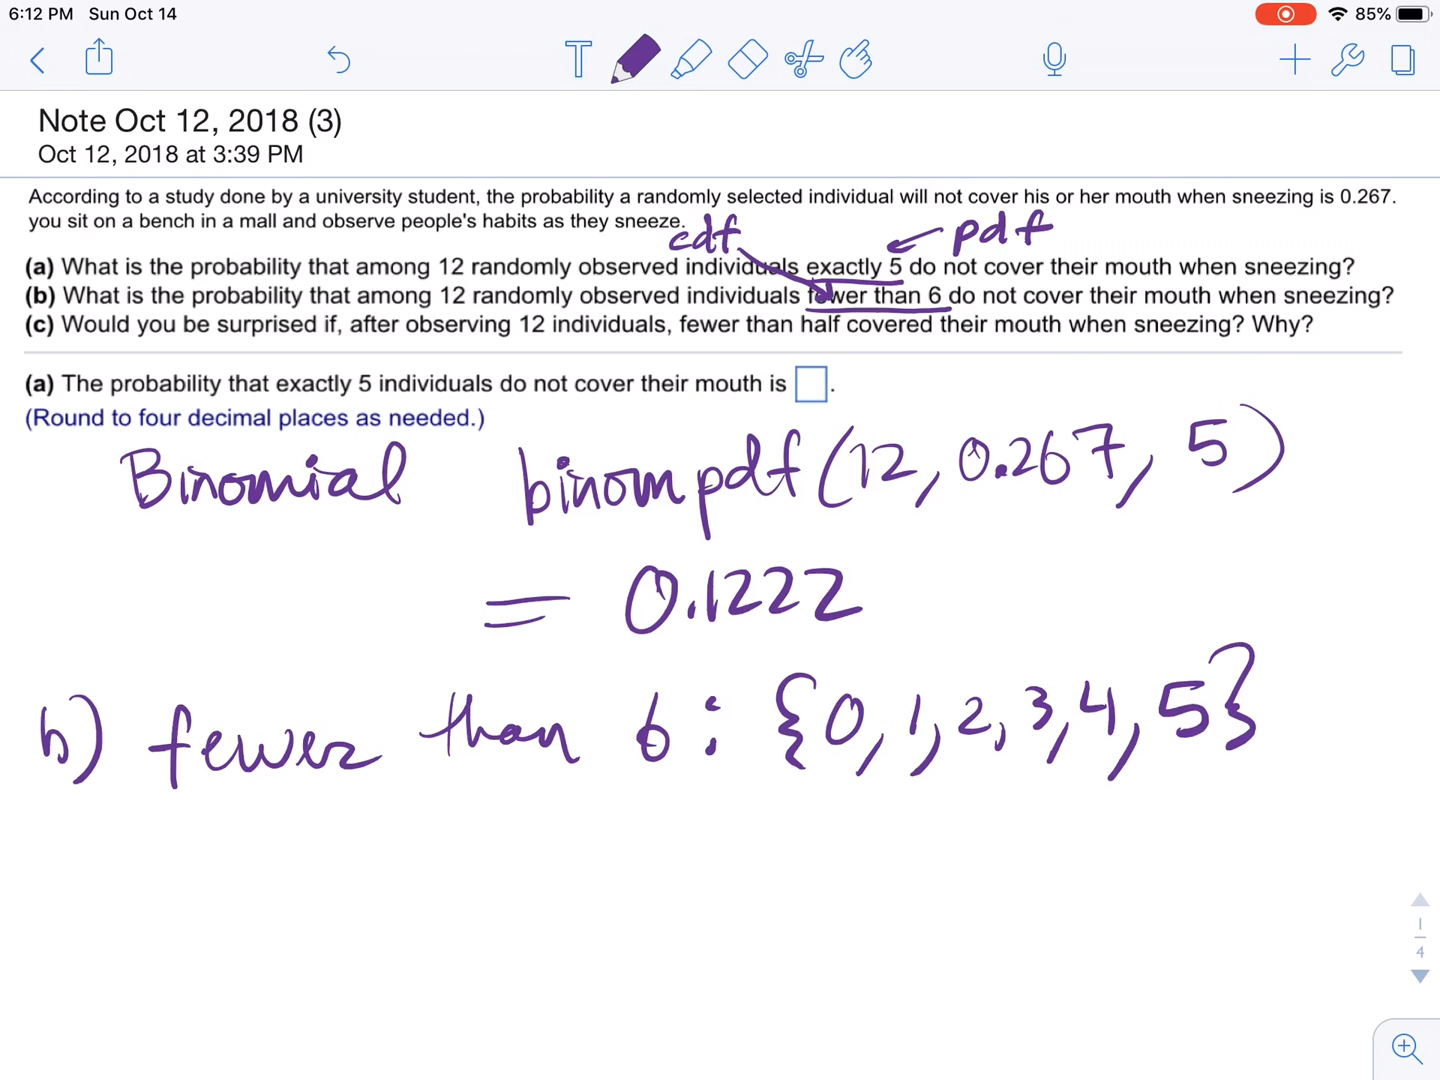 6:12 PM Sun Oct 14
85%
T
Note Oct 12, 2018 (3)
Oct 12, 2018 at 3:39 PM
According to a study done by a university student, the probability a randomly selected individual will not cover his or her mouth when sneezing is 0.267.
you sit on a bench in a mall and observe people's habits as they sneeze.
cdf
pdf
(a) What is the probability that among 12 randomly observed individuals exactly 5 do not cover their mouth when sneezing?
(b) What is the probability that among 12 randomly observed individuals fewer than 6 do not cover their mouth when sneezing?
(c) Would you be surprised if, after observing 12 individuals, fewer than half covered their mouth when sneezing? Why?
(a) The probability that exactly 5 individuals do not cover their mouth is .
(Round to four decimal places as needed.)
Binomial binompdf(12, 0.267, 5)
= 0.1222
b) fewer than 6 : {0, 1, 2, 3, 4, 5}
1
4